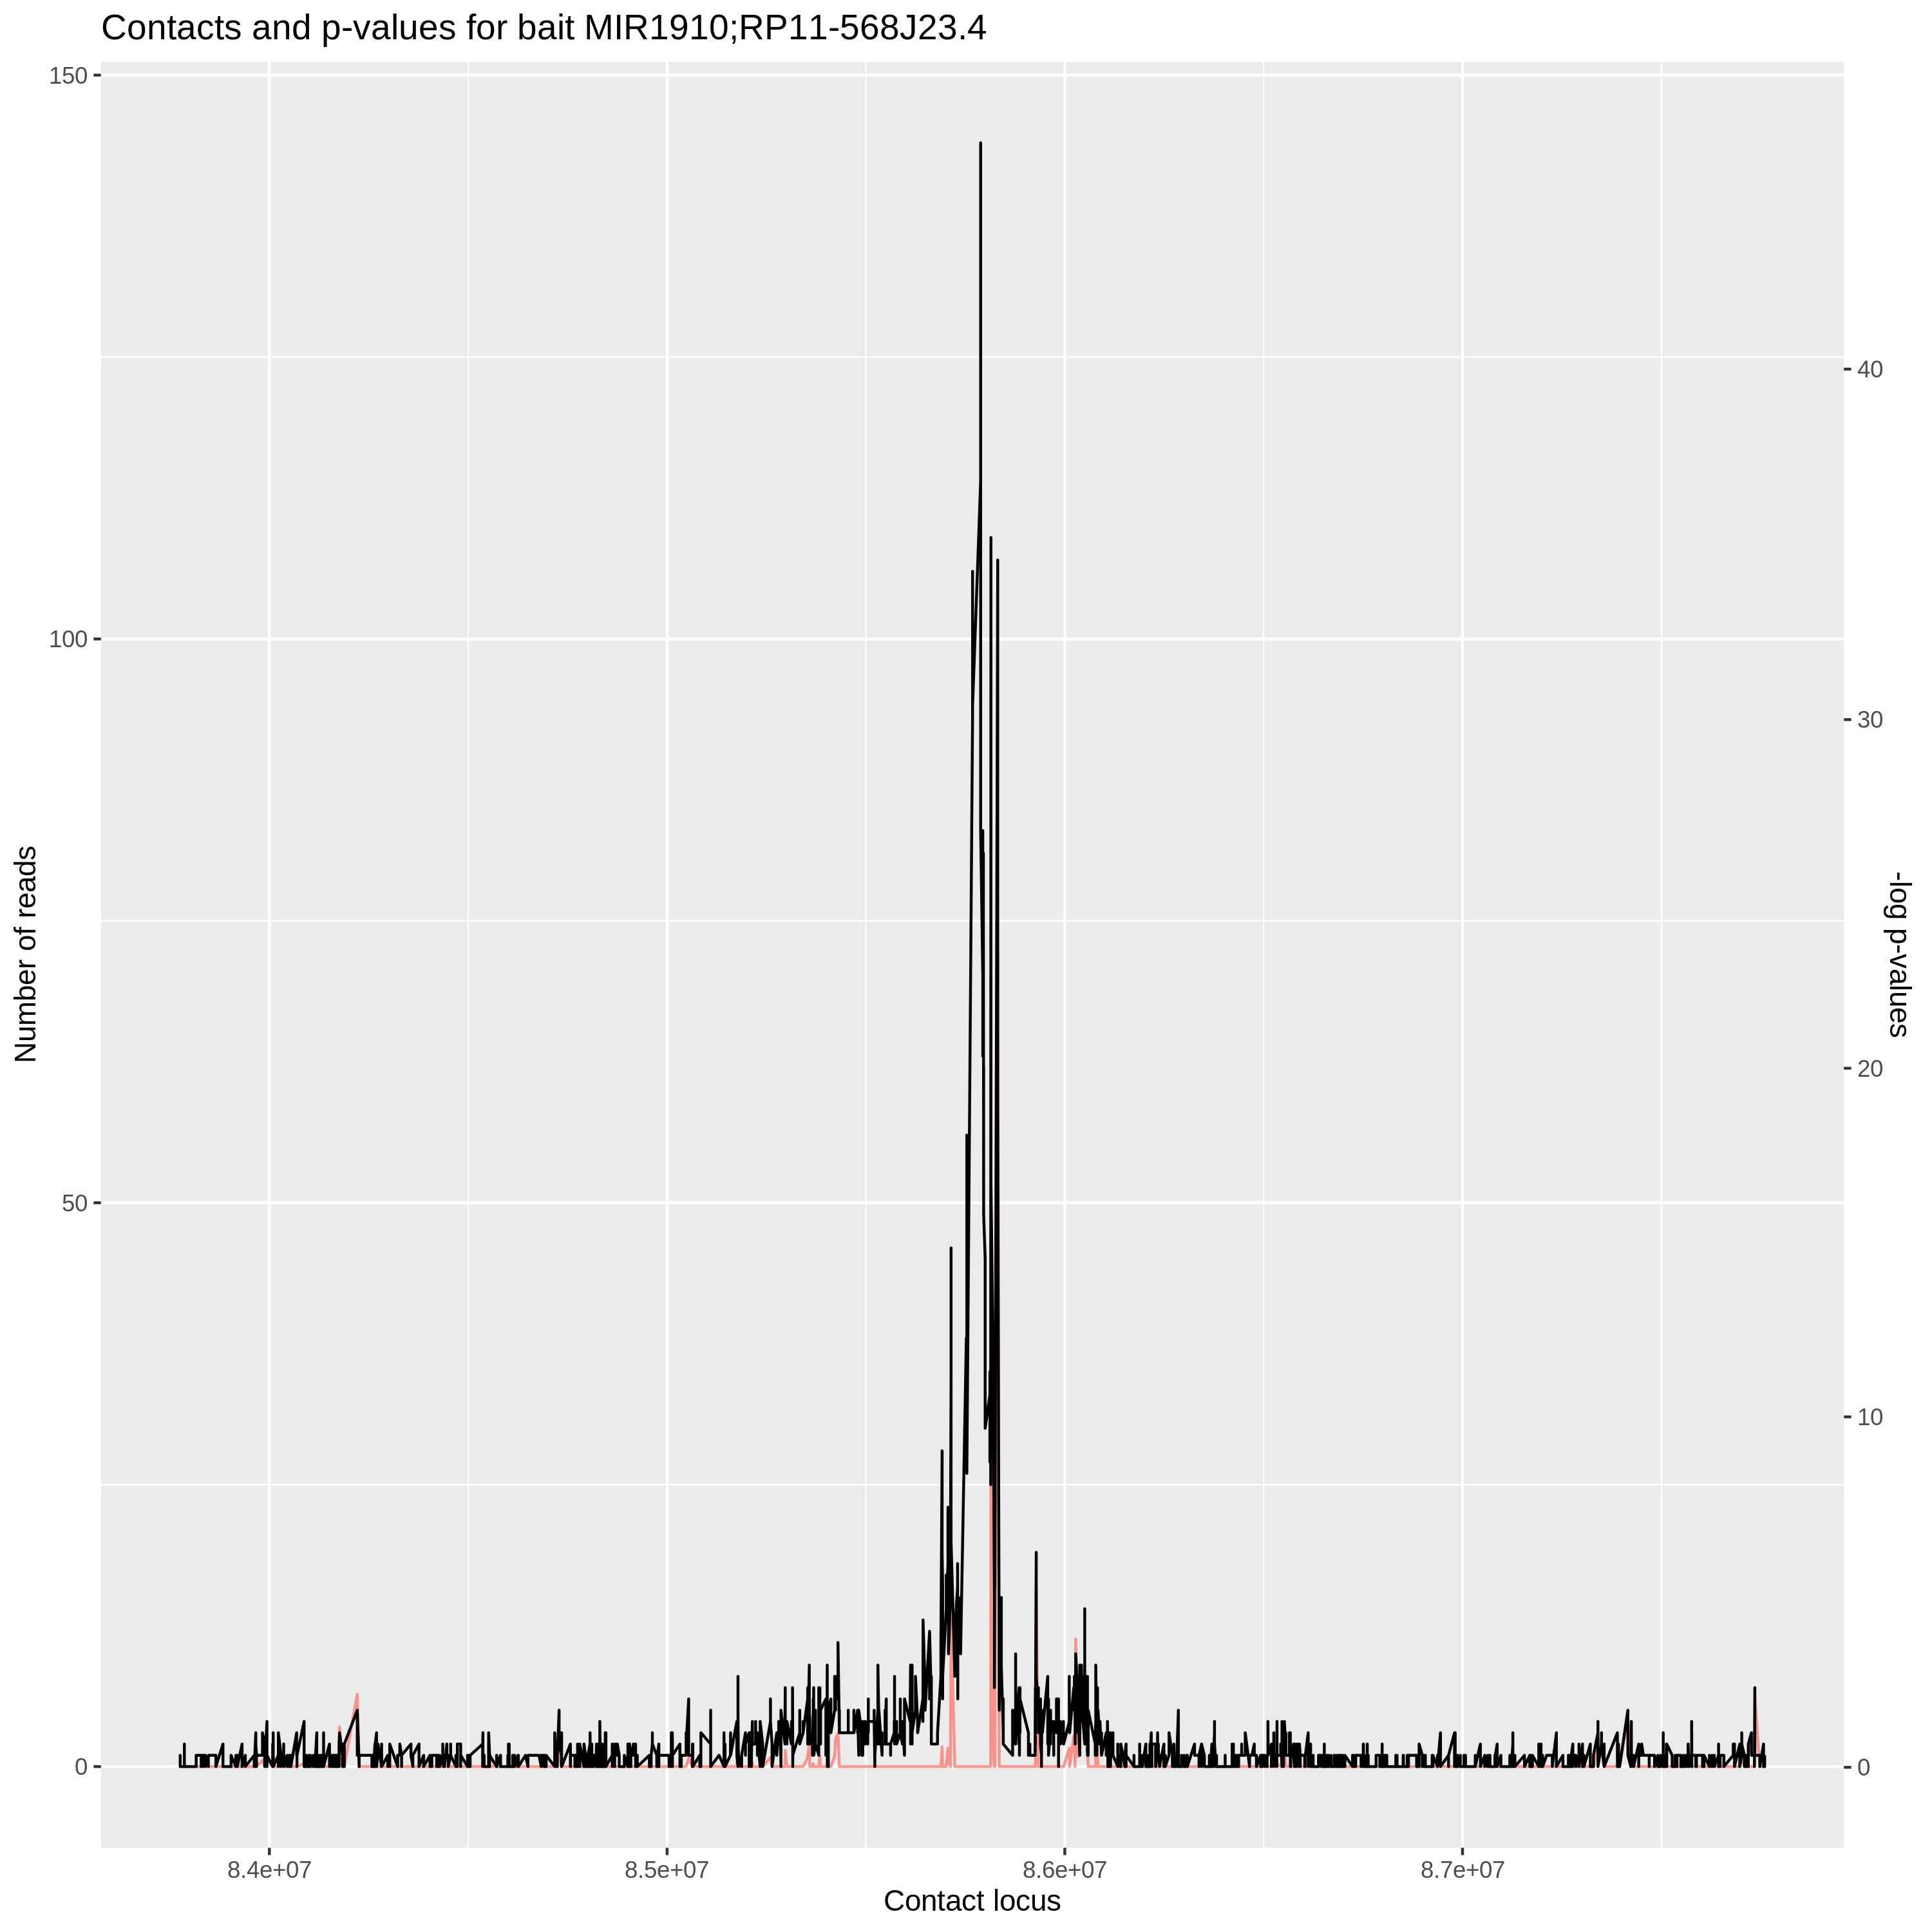 Contacts and p-values for bait MIR1910;RP11-568J23.4
150
100
50
0
40
30
20
10
0
Number of reads
-log p-values
8.4e+07 8.5e+07 8.6e+07 8.7e+07
Contact locus